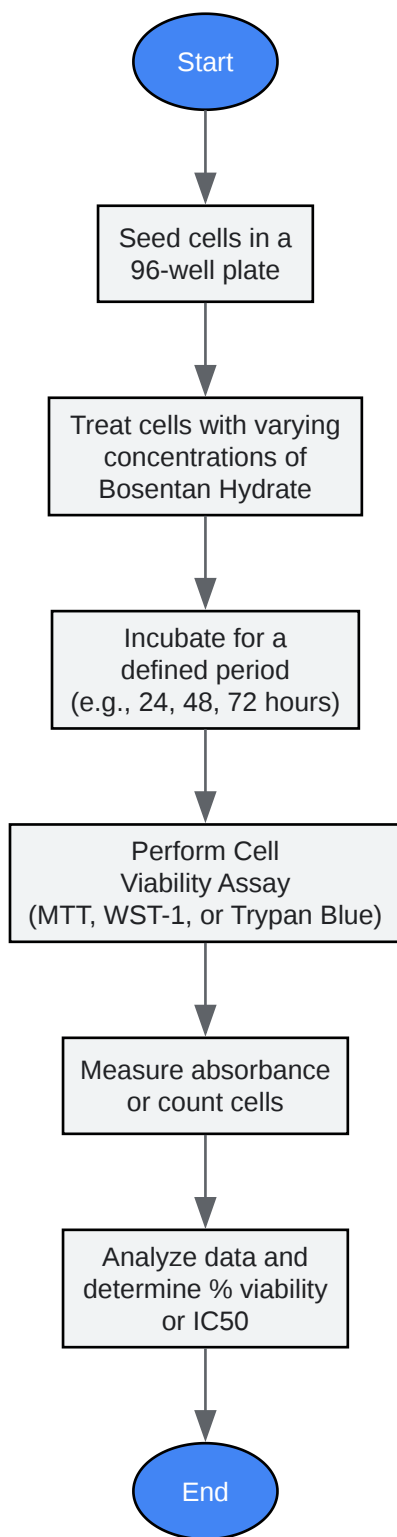 Start
Seed cells in a
96-well plate
Treat cells with varying
concentrations of
Bosentan Hydrate
Incubate for a
defined period
(e.g., 24, 48, 72 hours)
Perform Cell
Viability Assay
(MTT, WST-1, or Trypan Blue)
Measure absorbance
or count cells
Analyze data and
determine % viability
or IC50
End